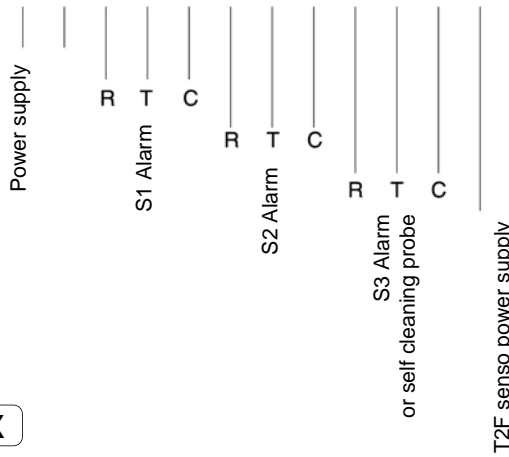 Power supply
R T C
S1 Alarm
R T C
S2 Alarm
R T C
S3 Alarm
or self cleaning probe
T2F senso power supply